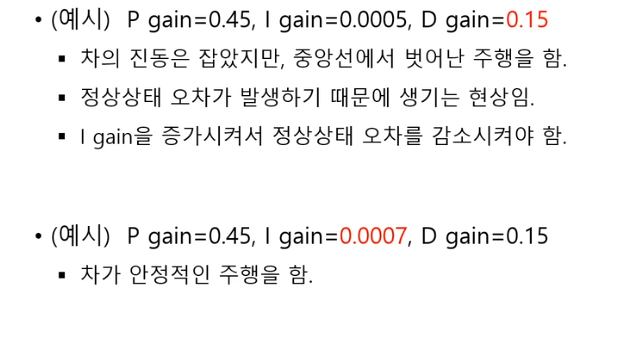 • (예시) P gain=0.45, I gain=0.0005, D gain=0.15
▪ 차의 진동은 잡았지만, 중앙선에서 벗어난 주행을 함.
▪ 정상상태 오차가 발생하기 때문에 생기는 현상임.
▪ I gain을 증가시켜서 정상상태 오차를 감소시켜야 함.
• (예시) P gain=0.45, I gain=0.0007, D gain=0.15
▪ 차가 안정적인 주행을 함.